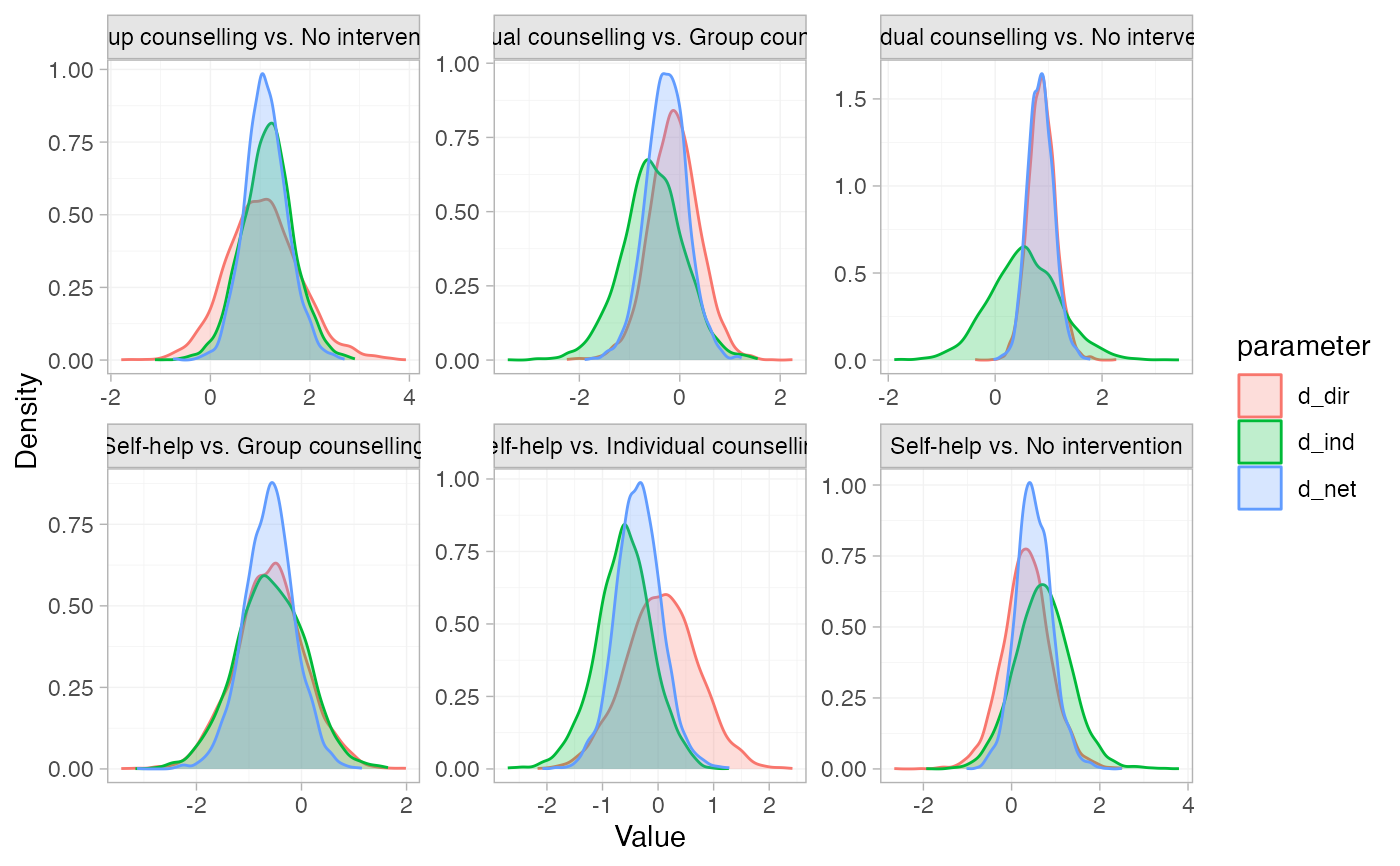 up counselling vs. No interven
ual counselling vs. Group coun
dual counselling vs. No interve
1.00
0.75
0.50
0.25
0.00
-2 0 2 4
1.00
0.75
0.50
0.25
0.00
-2 0 2
1.5
1.0
0.5
0.0
-2 0 2
Density
Self-help vs. Group counselling
elf-help vs. Individual counsellin
Self-help vs. No intervention
0.75
0.50
0.25
0.00
-2 0 2
1.00
0.75
0.50
0.25
0.00
-2 -1 0 1 2
1.00
0.75
0.50
0.25
0.00
-2 0 2 4
Value
parameter
d_dir
d_ind
d_net